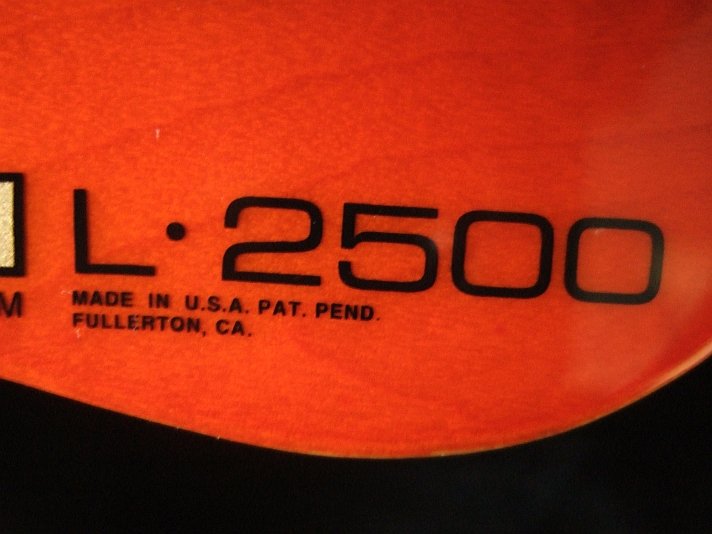 L·2500
M
MADE IN U.S.A. PAT. PEND.
FULLERTON, CA.